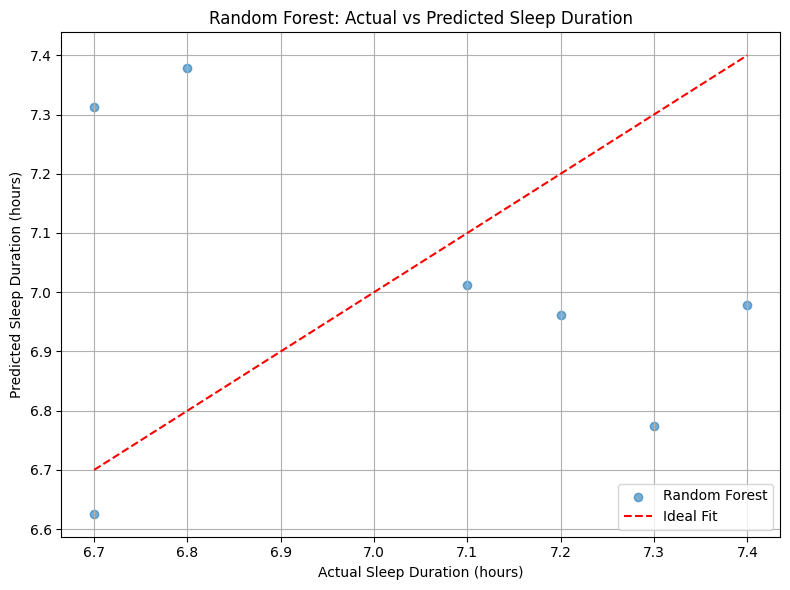 Random Forest: Actual vs Predicted Sleep Duration
Predicted Sleep Duration (hours)
7.4
7.3
7.2
7.1
7.0
6.9
6.8
6.7
6.6
Random Forest
Ideal Fit
6.7 6.8 6.9 7.0 7.1 7.2 7.3 7.4
Actual Sleep Duration (hours)